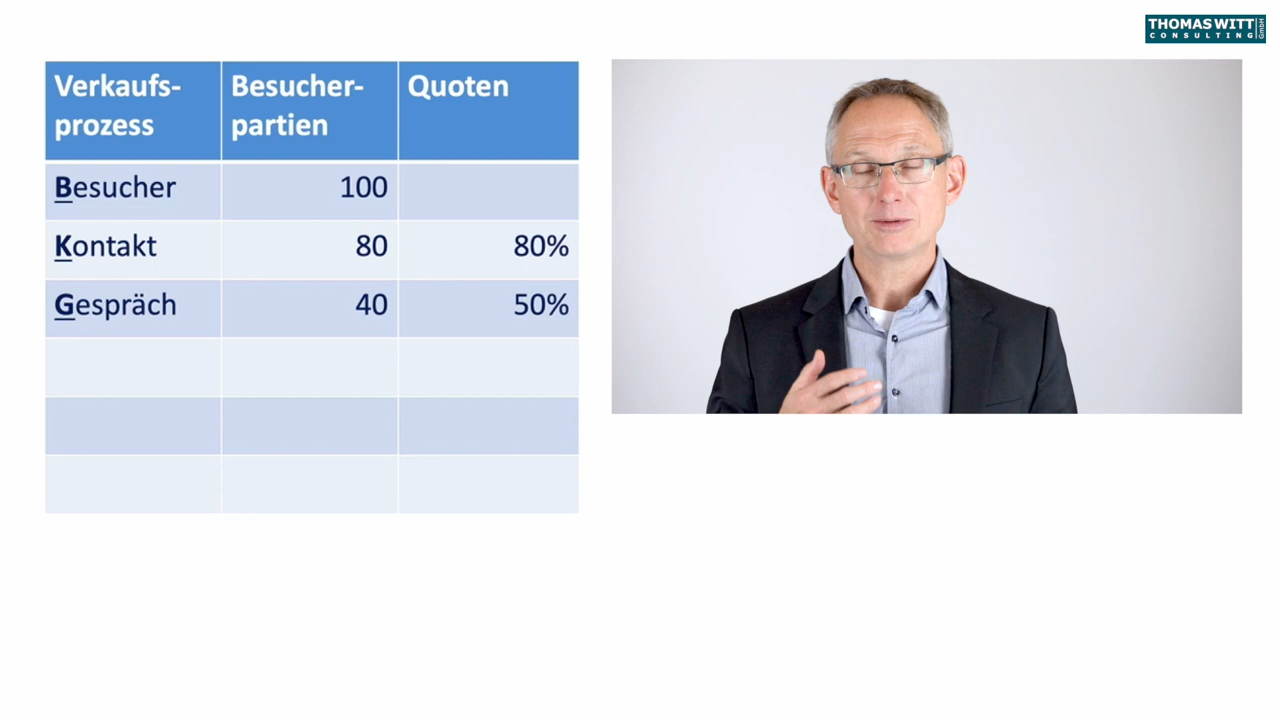 THOMAS WITT
CONSULTING
GmbH
Verkaufs- Besucher- Quoten
prozess partien
Besucher 100
Kontakt 80 80%
Gespräch 40 50%